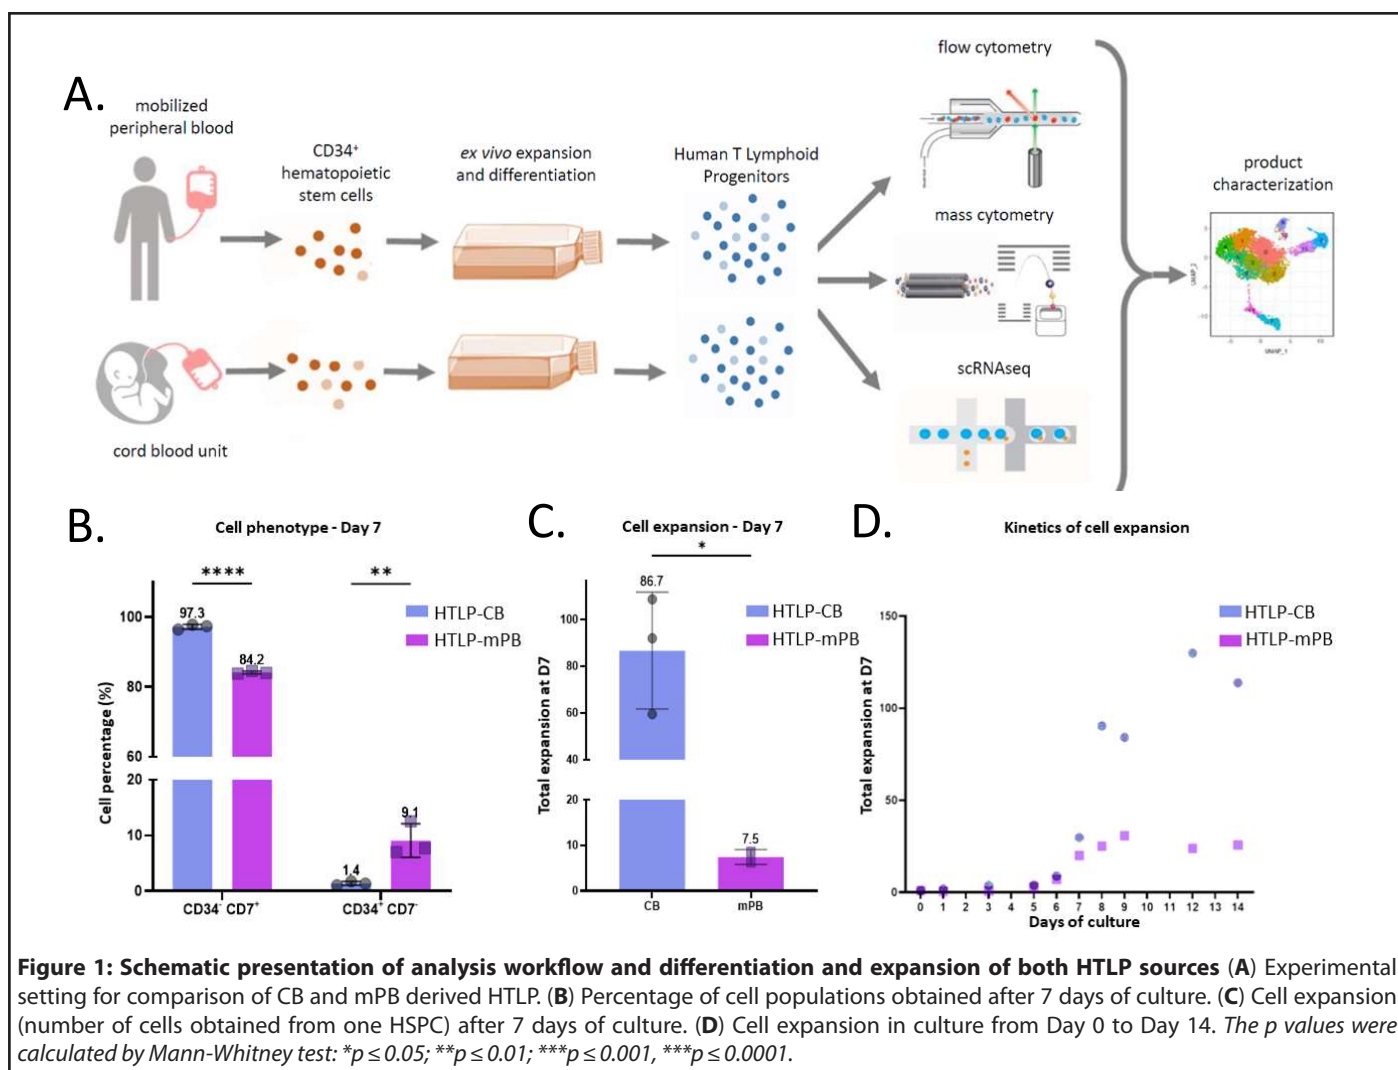 A.
mobilized
peripheral blood
CD34⁺
hematopoietic
stem cells
ex vivo expansion
and differentiation
Human T Lymphoid
Progenitors
flow cytometry
mass cytometry
scRNAseq
product
characterization
UMAP_2
UMAP_1
cord blood unit
B.
Cell phenotype - Day 7
**** **
HTLP-CB
HTLP-mPB
Cell percentage (%)
100
80
60
20
10
0
97.3
84.2
1.4
9.1
CD34⁻ CD7⁺ CD34⁺ CD7⁻
C.
Cell expansion - Day 7
*
86.7
HTLP-CB
HTLP-mPB
Total expansion at D7
100
80
60
40
20
10
0
7.5
CB mPB
D.
Kinetics of cell expansion
HTLP-CB
HTLP-mPB
Total expansion at D7
150
100
50
0
0 1 2 3 4 5 6 7 8 9 10 11 12 13 14
Days of culture
Figure 1: Schematic presentation of analysis workflow and differentiation and expansion of both HTLP sources (A) Experimental
setting for comparison of CB and mPB derived HTLP. (B) Percentage of cell populations obtained after 7 days of culture. (C) Cell expansion
(number of cells obtained from one HSPC) after 7 days of culture. (D) Cell expansion in culture from Day 0 to Day 14. The p values were
calculated by Mann-Whitney test: *p ≤ 0.05; **p ≤ 0.01; ***p ≤ 0.001, ***p ≤ 0.0001.